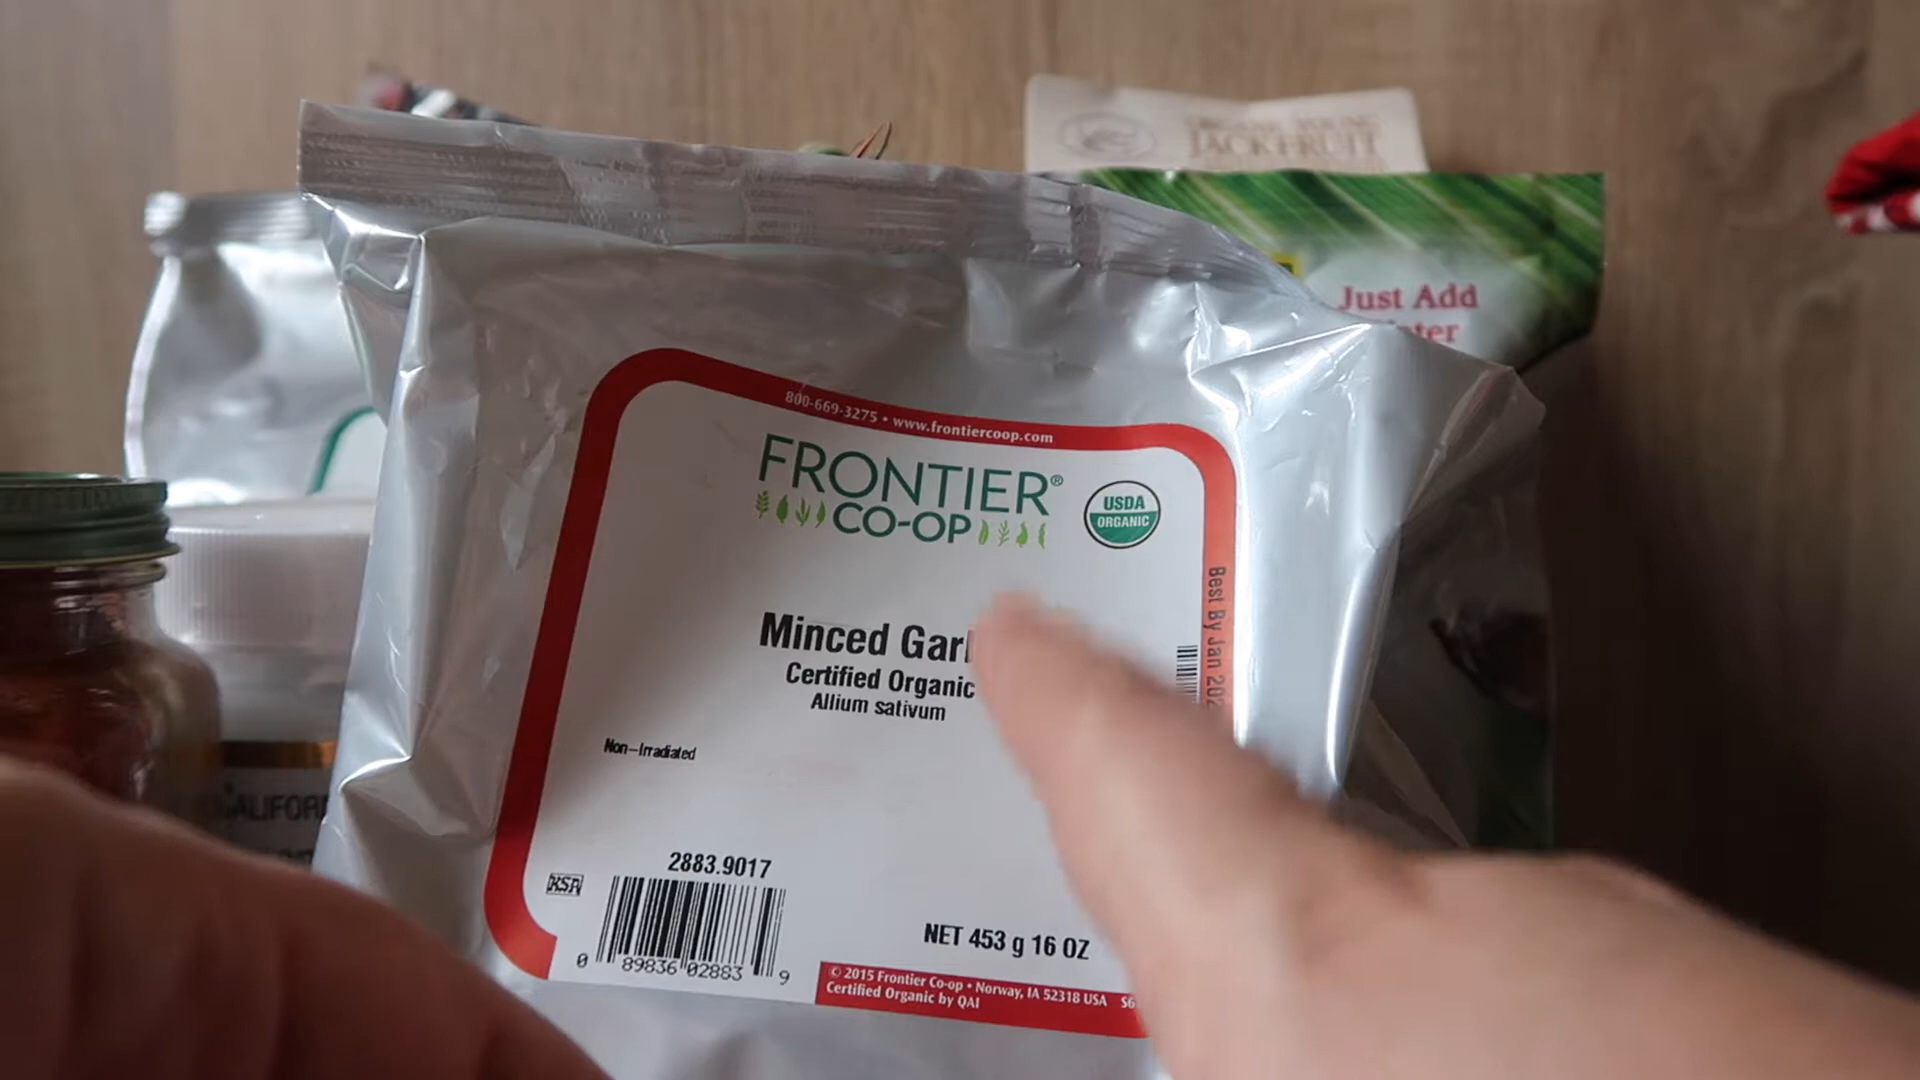 JACKFRUIT
Just Add
800-669-3275 • www.frontiercoop.com
FRONTIER®
CO-OP
USDA
ORGANIC
Minced Garl
Certified Organic
Allium sativum
Non-Irradiated
Best By Jan 202
2883.9017
KSA
0 89836 02883 9
NET 453 g 16 OZ
© 2015 Frontier Co-op • Norway, IA 52318 USA S6
Certified Organic by QAI